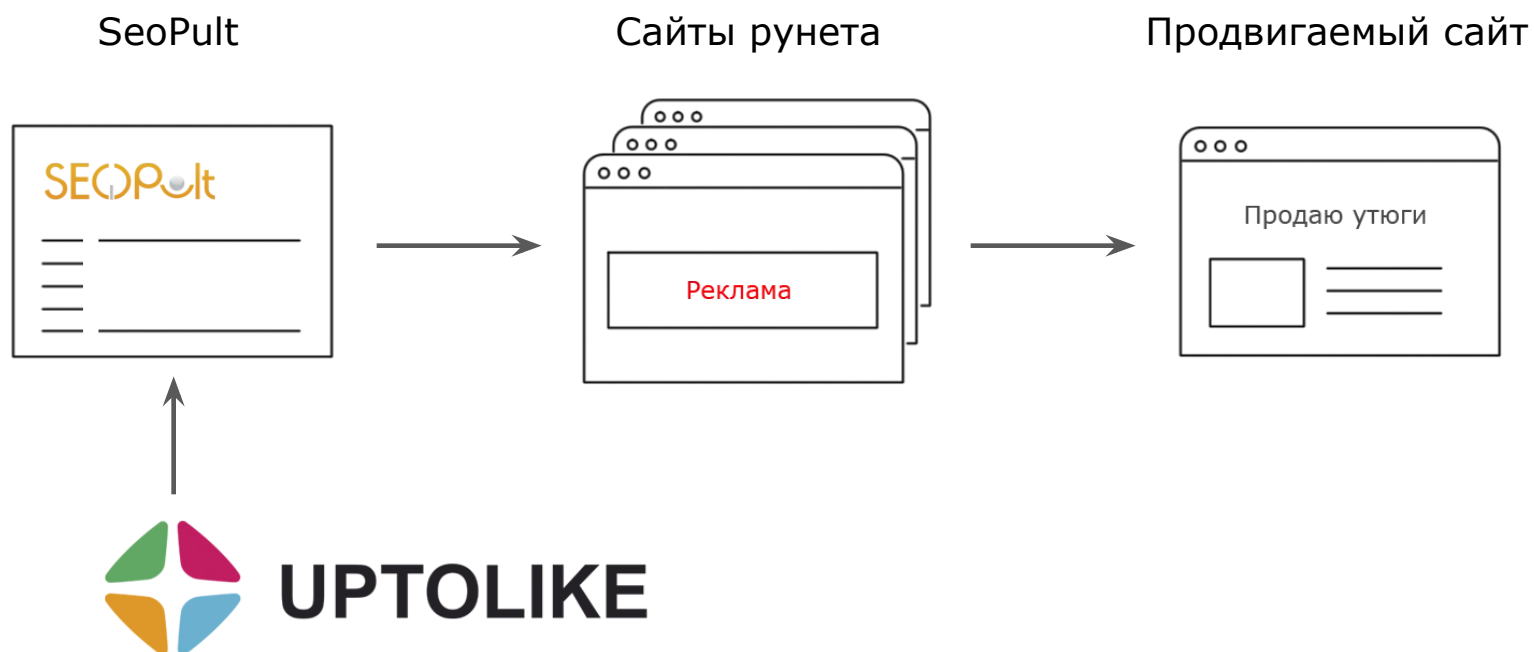 SeoPult
Сайты рунета
Продвигаемый сайт
SEOPult
Реклама
Продаю утюги
UPTOLIKE